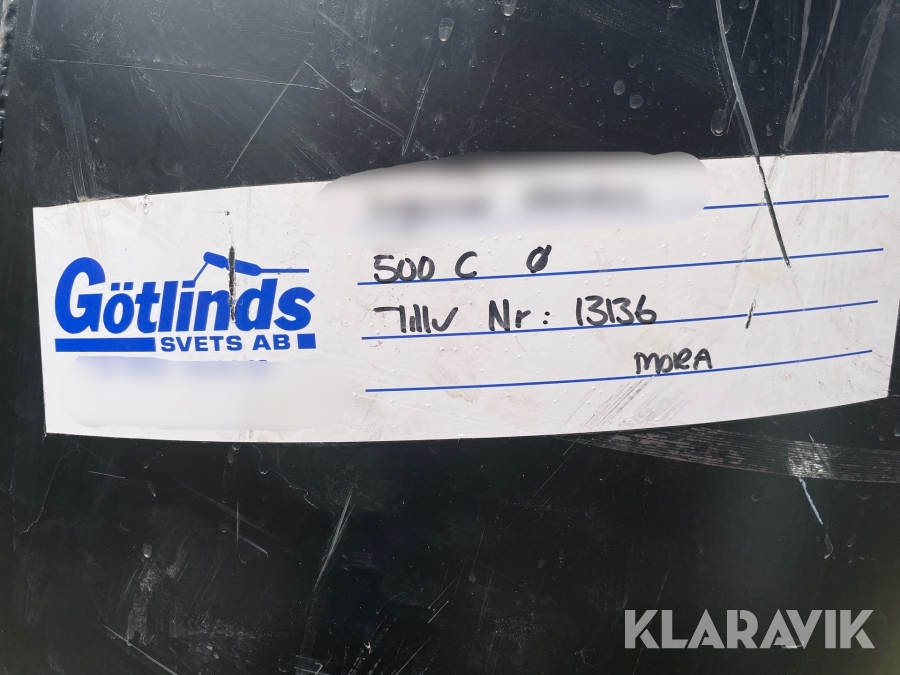 Götlinds
SVETS AB
500 C Ø
Tillv Nr: 13136
MORA
KLARAVIK